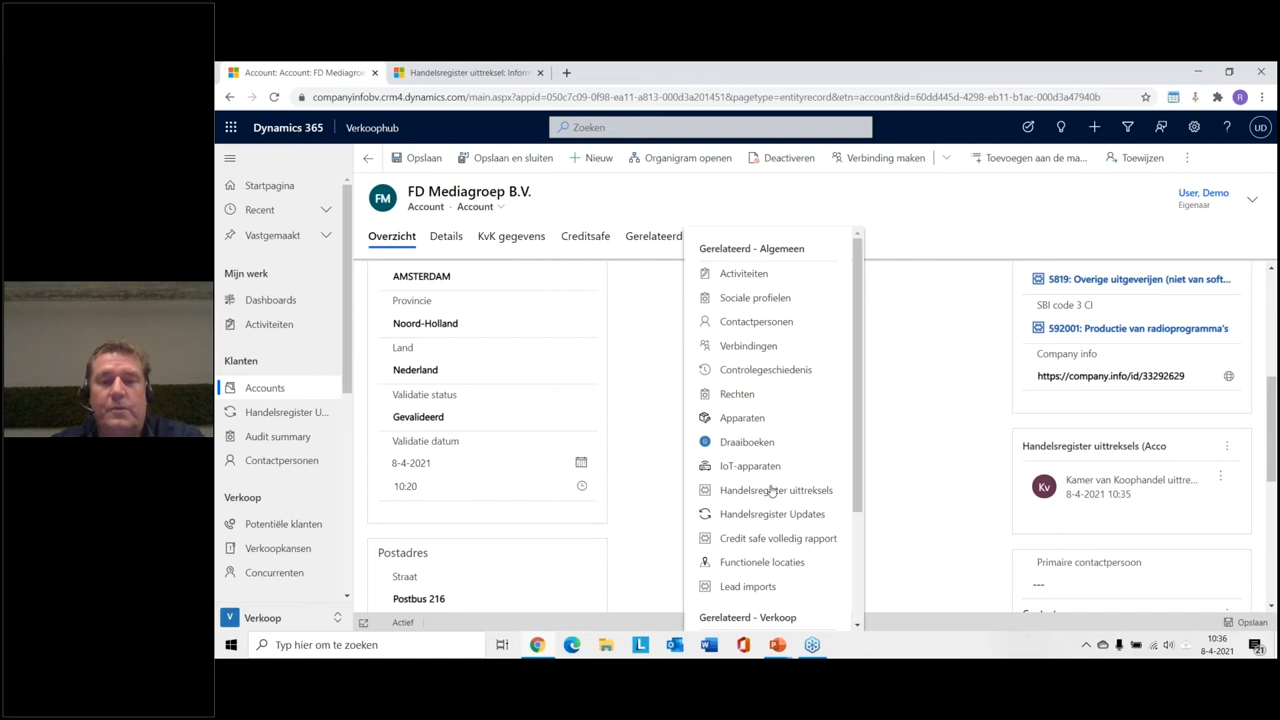 Account: Account: FD Mediagroe
Handelsregister uittreksel: Inform
companyinfobv.crm4.dynamics.com/main.aspx?appid=050c7c09-0f98-ea11-a813-000d3a201451&pagetype=entityrecord&etn=account&id=60dd445d-4298-eb11-b1ac-000d3a47940b
R
Dynamics 365
Verkoophub
Zoeken
UD
Opslaan
Opslaan en sluiten
Nieuw
Organigram openen
Deactiveren
Verbinding maken
Toevoegen aan de ma...
Toewijzen
Startpagina
Recent
Vastgemaakt
Mijn werk
Dashboards
Activiteiten
Klanten
Accounts
Handelsregister U...
Audit summary
Contactpersonen
Verkoop
Potentiële klanten
Verkoopkansen
Concurrenten
V
Verkoop
FM
FD Mediagroep B.V.
Account · Account
User, Demo
Eigenaar
Overzicht
Details
KvK gegevens
Creditsafe
Gerelateerd
AMSTERDAM
Provincie
Noord-Holland
Land
Nederland
Validatie status
Gevalideerd
Validatie datum
8-4-2021
10:20
Postadres
Straat
Postbus 216
Gerelateerd - Algemeen
Activiteiten
Sociale profielen
Contactpersonen
Verbindingen
Controlegeschiedenis
Rechten
Apparaten
Draaiboeken
IoT-apparaten
Handelsregister uittreksels
Handelsregister Updates
Credit safe volledig rapport
Functionele locaties
Lead imports
Gerelateerd - Verkoop
5819: Overige uitgeverijen (niet van soft...
SBI code 3 CI
592001: Productie van radioprogramma's
Company info
https://company.info/id/33292629
Handelsregister uittreksels (Acco
Kv
Kamer van Koophandel uittre...
8-4-2021 10:35
Primaire contactpersoon
---
Actief
Opslaan
Typ hier om te zoeken
L
10:36
8-4-2021
21